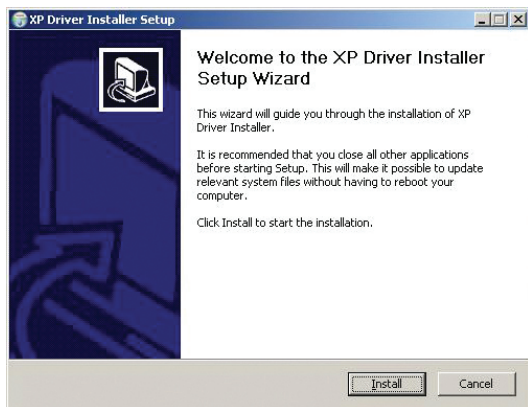 XP Driver Installer Setup
Welcome to the XP Driver Installer
Setup Wizard
This wizard will guide you through the installation of XP
Driver Installer.
It is recommended that you close all other applications
before starting Setup. This will make it possible to update
relevant system files without having to reboot your
computer.
Click Install to start the installation.
Install Cancel